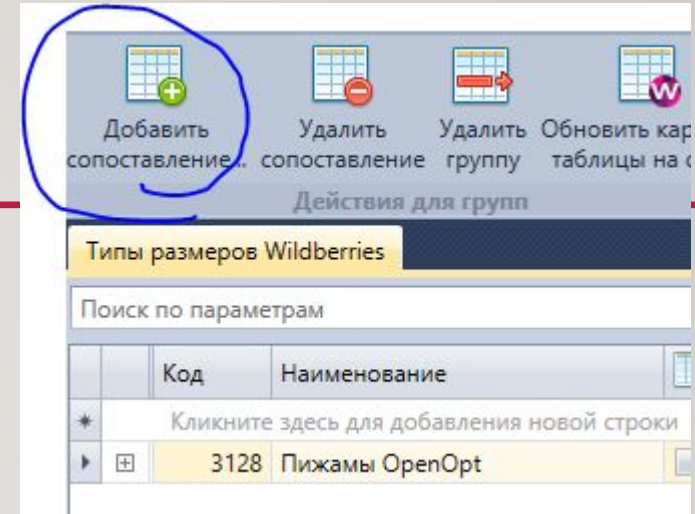 Добавить Удалить Удалить Обновить кар
сопоставление... сопоставление группу таблицы на с
Действия для групп
Типы размеров Wildberries
Поиск по параметрам
Код Наименование
Кликните здесь для добавления новой строки
3128 Пижамы OpenOpt